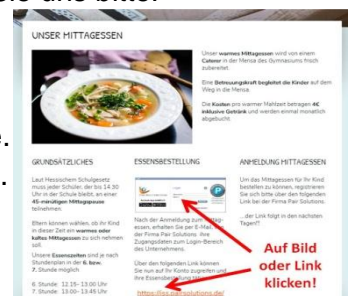 UNSER MITTAGESSEN
Unser warmes Mittagessen wird von einem
Caterer in der Mensa des Gymnasiums frisch
zubereitet.
Eine Betreuungskraft begleitet die Kinder auf dem
Weg in die Mensa.
Die Kosten pro warmer Mahlzeit betragen 4€
inklusive Getränk und werden einmal monatlich
abgebucht.
GRUNDSÄTZLICHES
Laut Hessischem Schulgesetz
muss jeder Schüler, der bis 14:30
Uhr in der Schule bleibt, an einer
45-minütigen Mittagspause
teilnehmen.
Eltern können wählen, ob ihr Kind
in dieser Zeit ein warmes oder
kaltes Mittagessen zu sich nehmen
soll.
Unsere Essenszeiten sind je nach
Stundenplan in der 6. bzw.
7. Stunde möglich
6. Stunde: 12:15- 13:00 Uhr
7. Stunde: 13:00- 13:45 Uhr
ESSENSBESTELLUNG
P
Nach der Anmeldung zum Mittag-
essen, erhalten Sie per E-Mail
der Firma Pair Solutions, Ihre
Zugangsdaten zum Login-Bereich
des Unternehmens.
Über den folgenden Link können
Sie nun auf Ihr Konto zugreifen und
Ihre Essensbestellung
https://iss.pairsolutions.de/
ANMELDUNG MITTAGESSEN
Um das Mittagessen für Ihr Kind
bestellen zu können, registrieren
Sie sich bitte über den folgenden
Link bei der Firma Pair Solutions.
...der Link folgt in den nächsten
Tagen!!
Auf Bild
oder Link
klicken!